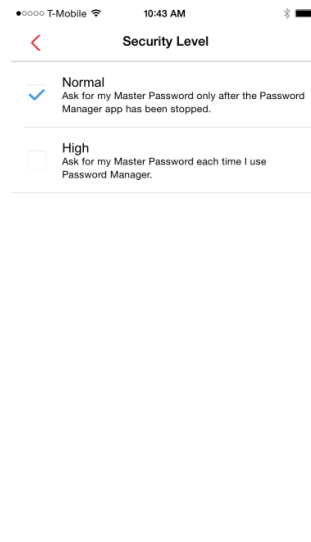 T-Mobile 10:43 AM
Security Level
Normal
Ask for my Master Password only after the Password
Manager app has been stopped.
High
Ask for my Master Password each time I use
Password Manager.